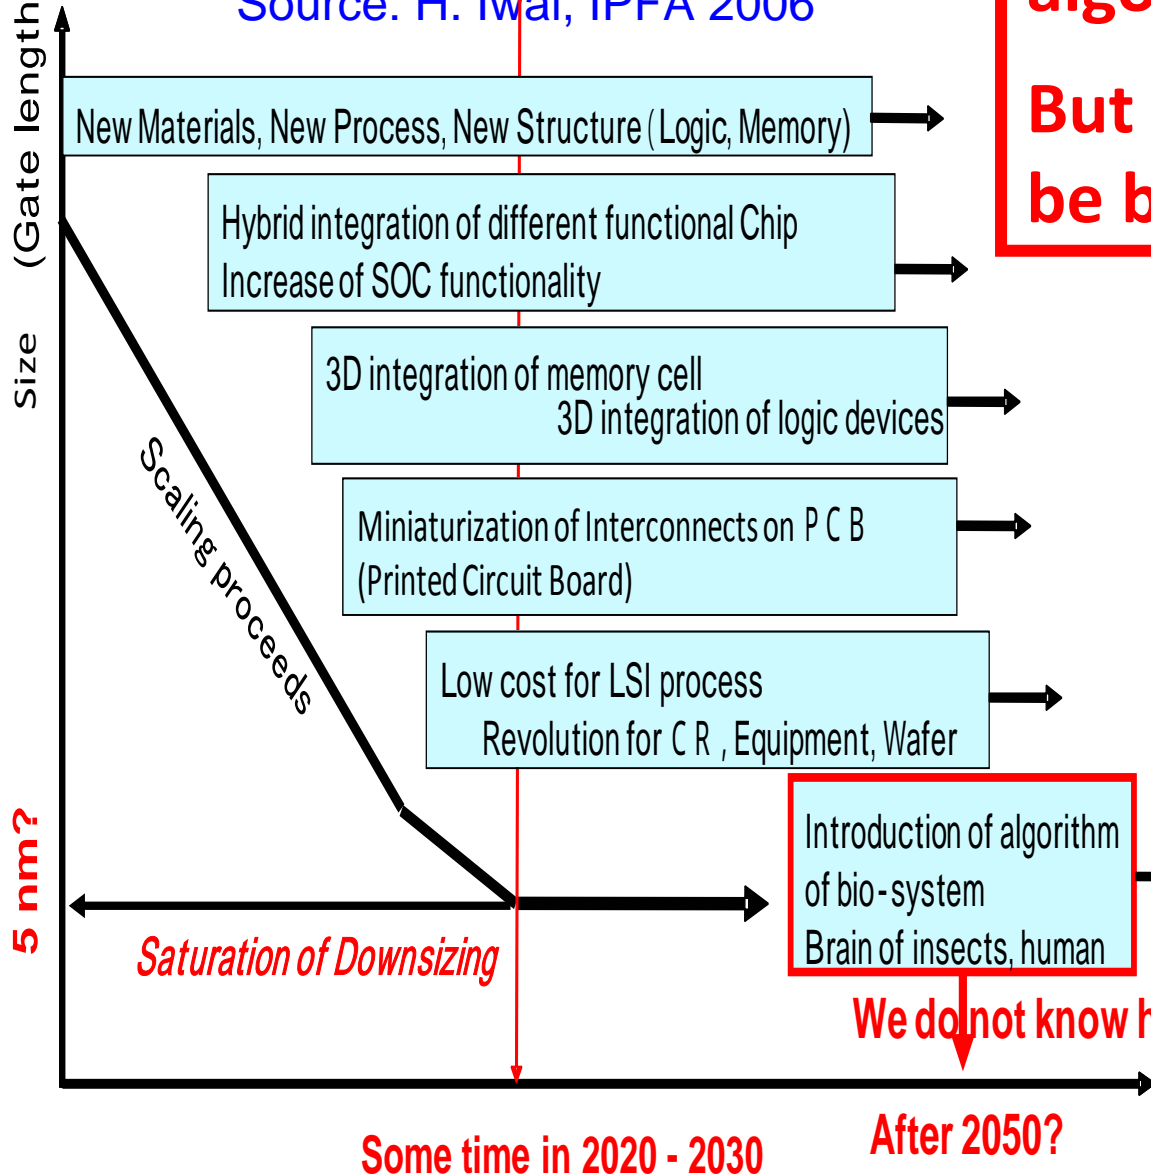 Source: H. Iwai, IPFA 2006
But
be b
Size (Gate length
New Materials, New Process, New Structure (Logic, Memory)
Hybrid integration of different functional Chip
Increase of SOC functionality
3D integration of memory cell
3D integration of logic devices
Miniaturization of Interconnects on PCB
(Printed Circuit Board)
Scaling proceeds
Low cost for LSI process
Revolution for CR, Equipment, Wafer
5 nm?
Introduction of algorithm
of bio-system
Brain of insects, human
Saturation of Downsizing
We do not know h
After 2050?
Some time in 2020 - 2030